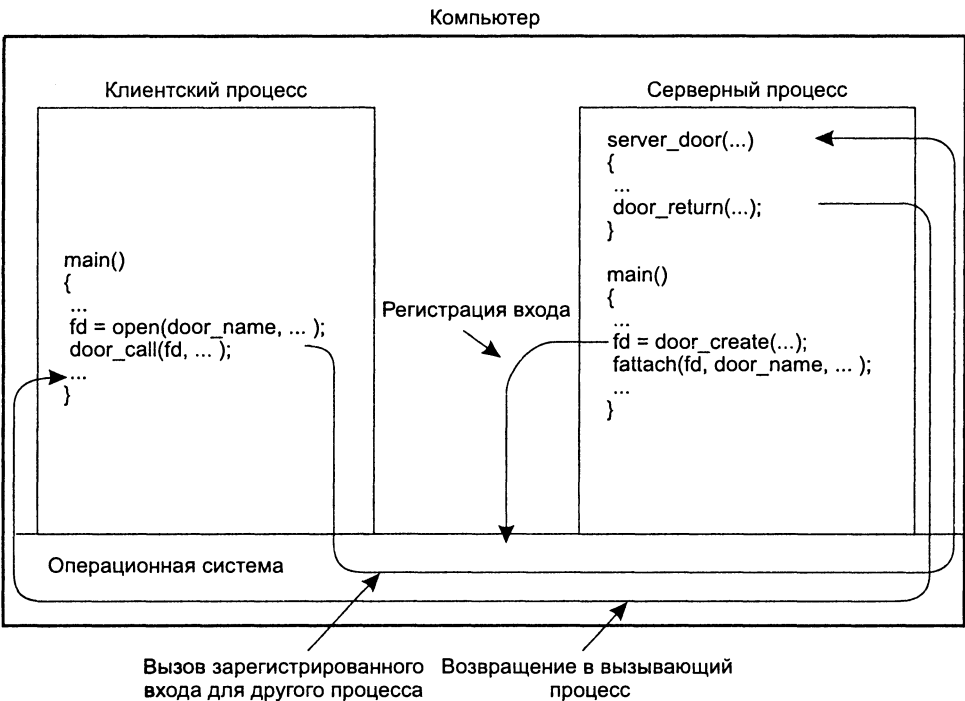 Компьютер
Клиентский процесс
main()
{
...
fd = open(door_name, ... );
door_call(fd, ... );
...
}
Регистрация входа
Серверный процесс
server_door(...)
{
...
door_return(...);
}
main()
{
...
fd = door_create(...);
fattach(fd, door_name, ... );
...
}
Операционная система
Вызов зарегистрированного
входа для другого процесса
Возвращение в вызывающий
процесс